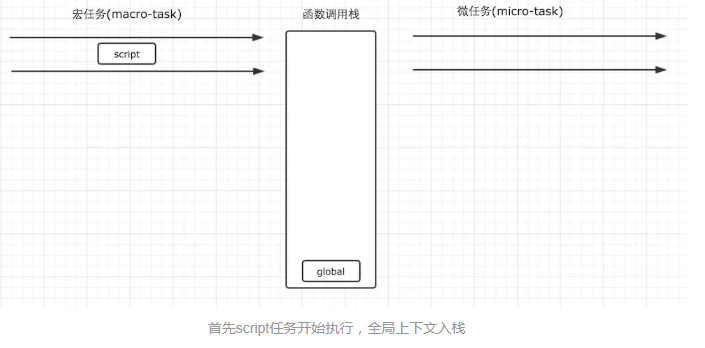 宏任务(macro-task)
函数调用栈
微任务(micro-task)
script
global
首先script任务开始执行，全局上下文入栈